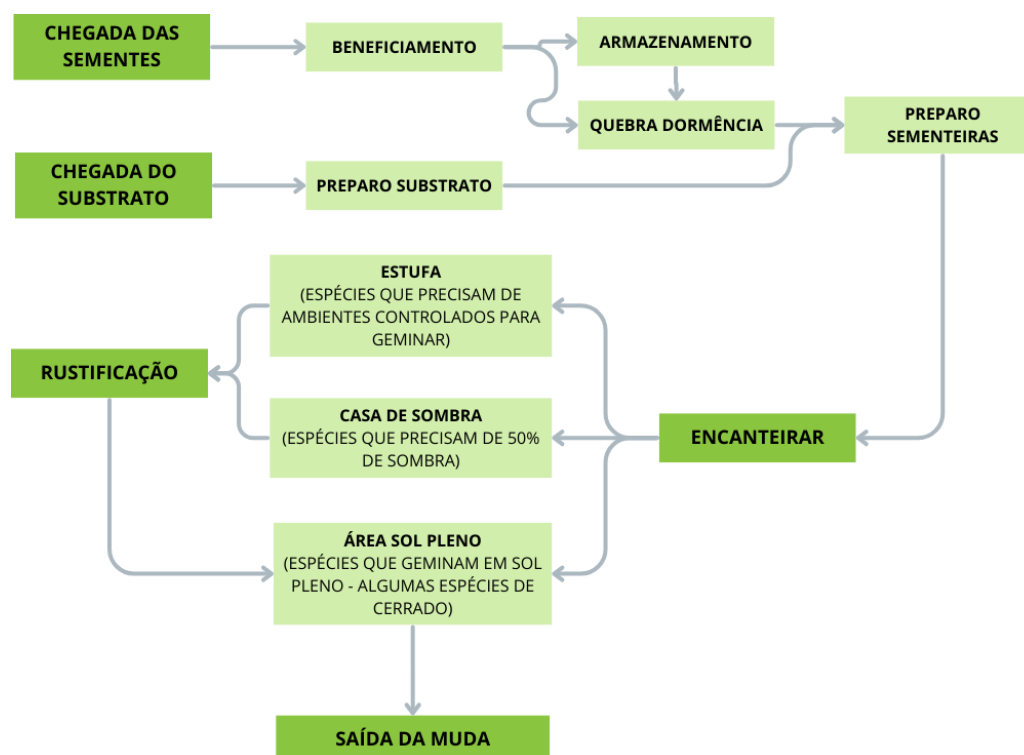 CHEGADA DAS
SEMENTES
BENEFICIAMENTO
ARMAZENAMENTO
QUEBRA DORMÊNCIA
PREPARO
SEMENTEIRAS
CHEGADA DO
SUBSTRATO
PREPARO SUBSTRATO
ESTUFA
(ESPÉCIES QUE PRECISAM DE
AMBIENTES CONTROLADOS PARA
GEMINAR)
RUSTIFICAÇÃO
CASA DE SOMBRA
(ESPÉCIES QUE PRECISAM DE 50%
DE SOMBRA)
ENCANTEIRAR
ÁREA SOL PLENO
(ESPÉCIES QUE GEMINAM EM SOL
PLENO - ALGUMAS ESPÉCIES DE
CERRADO)
SAÍDA DA MUDA